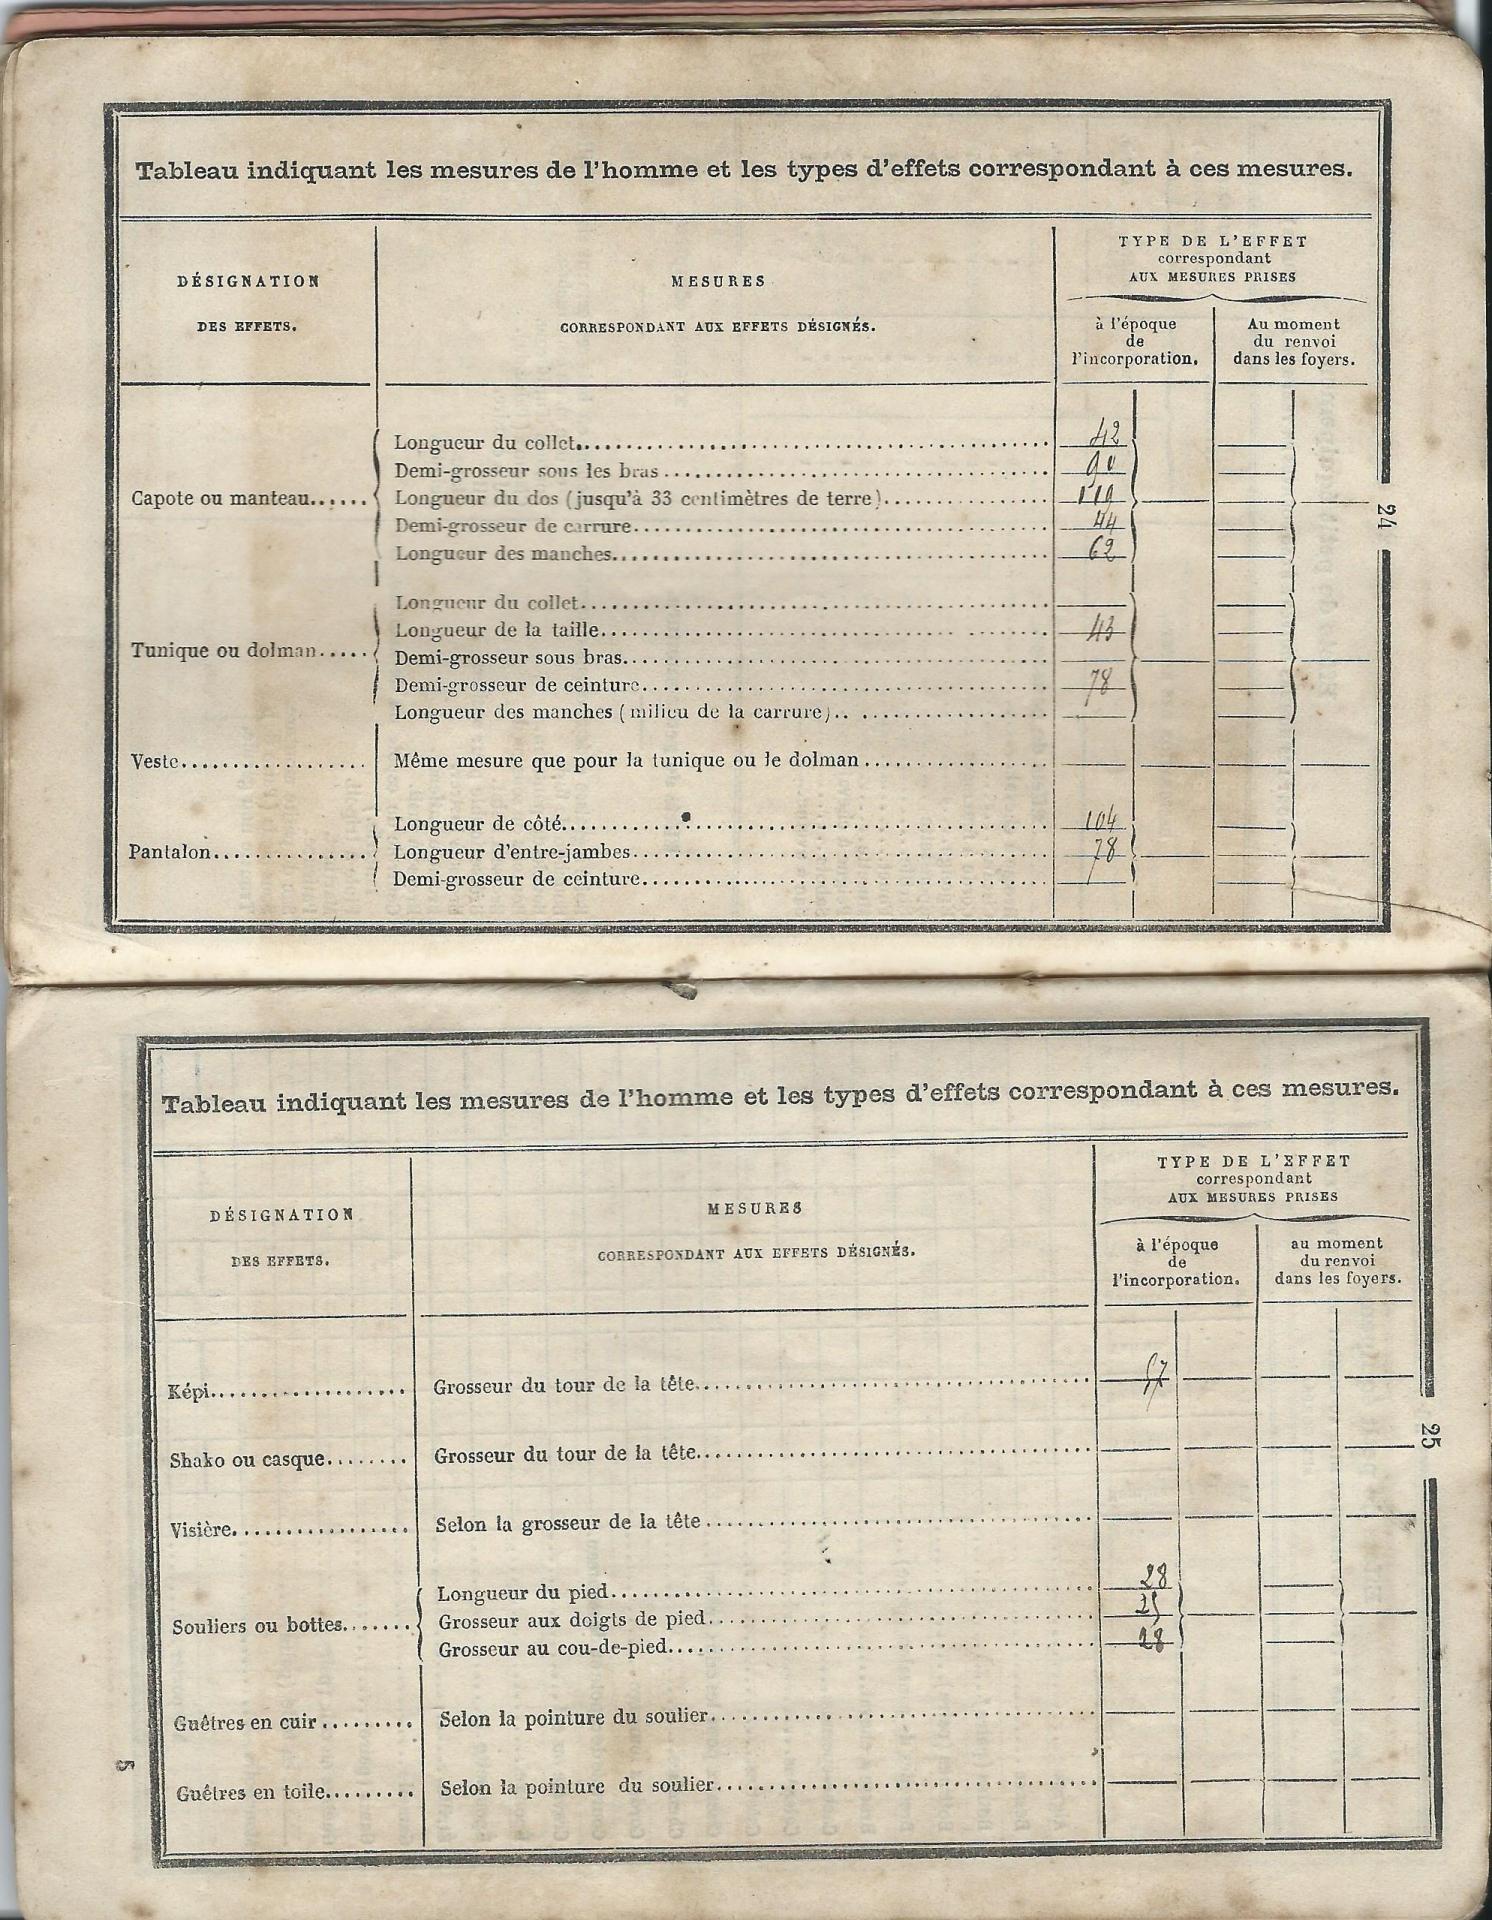 Tableau indiquant les mesures de l'homme et les types d'effets correspondant à ces mesures.
DÉSIGNATION
DES EFFETS.
MESURES
CORRESPONDANT AUX EFFETS DÉSIGNÉS.
TYPE DE L'EFFET
correspondant
AUX MESURES PRISES
à l'époque
de
l'incorporation.
Au moment
du renvoi
dans les foyers.
Capote ou manteau......
Longueur du collet.......... 42
Demi-grosseur sous les bras.......... 90
Longueur du dos (jusqu'à 33 centimètres de terre).......... 110
Demi-grosseur de carrure.......... 44
Longueur des manches.......... 62
24
Tunique ou dolman.....
Longueur du collet..........
Longueur de la taille.......... 43
Demi-grosseur sous bras..........
Demi-grosseur de ceinture.......... 78
Longueur des manches (milieu de la carrure)..........
Veste.......... Même mesure que pour la tunique ou le dolman..........
Pantalon..........
Longueur de côté.......... 104
Longueur d'entre-jambes.......... 78
Demi-grosseur de ceinture..........
Tableau indiquant les mesures de l'homme et les types d'effets correspondant à ces mesures.
DÉSIGNATION
DES EFFETS.
MESURES
CORRESPONDANT AUX EFFETS DÉSIGNÉS.
TYPE DE L'EFFET
correspondant
AUX MESURES PRISES
à l'époque
de
l'incorporation.
au moment
du renvoi
dans les foyers.
Képi.......... Grosseur du tour de la tête.......... 57
Shako ou casque........ Grosseur du tour de la tête..........
25
Visière.......... Selon la grosseur de la tête..........
Souliers ou bottes.......
Longueur du pied.......... 28
Grosseur aux doigts de pied.......... 25
Grosseur au cou-de-pied.......... 28
Guêtres en cuir......... Selon la pointure du soulier..........
Guêtres en toile......... Selon la pointure du soulier..........
5